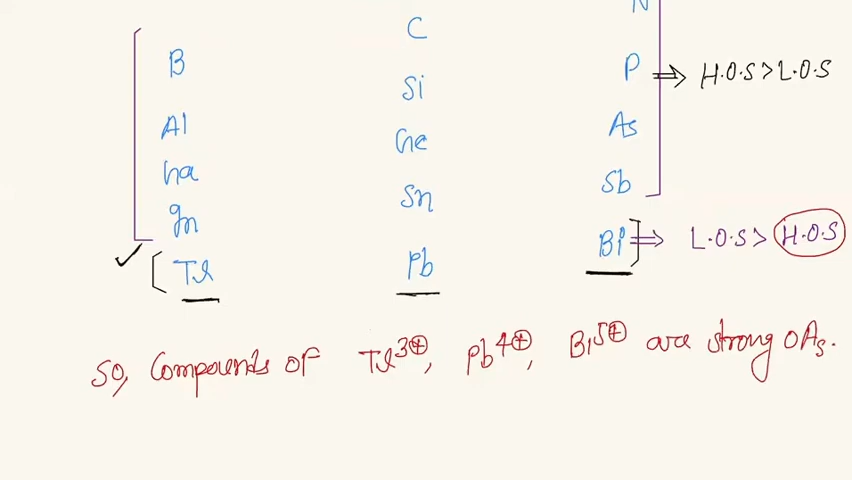 N
C
B
P ⇒ H.O.S > L.O.S
Si
Al
As
Ge
Ga
Sb
Sn
In
Bi ⇒ L.O.S > H.O.S
✓ Tl
Pb
So, Compounds of Tl³⊕, Pb⁴⊕, Bi⁵⊕ are strong OAs.